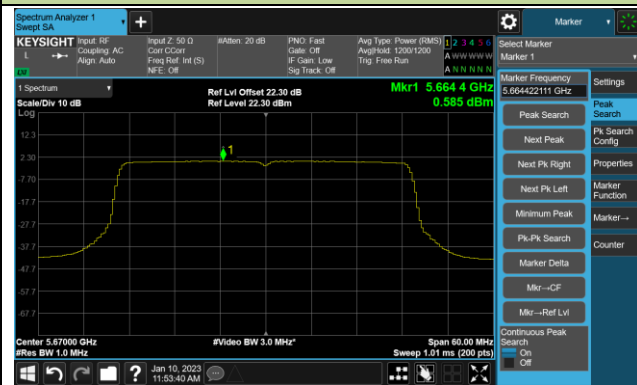 Spectrum Analyzer 1
Swept SA
Marker
KEYSIGHT
L
Input: RF
Coupling: AC
Align: Auto
Input Z: 50 Ω
Corr CCorr
Freq Ref: Int (S)
NFE: Off
#Atten: 20 dB
PNO: Fast
Gate: Off
IF Gain: Low
Sig Track: Off
Avg Type: Power (RMS)
Avg|Hold: 1200/1200
Trig: Free Run
1 2 3 4 5 6
A W W W W W
A N N N N N
Select Marker
Marker 1
1 Spectrum
Scale/Div 10 dB
Log
Ref Lvl Offset 22.30 dB
Ref Level 22.30 dBm
Mkr1 5.664 4 GHz
0.585 dBm
12.3
2.30
-7.70
-17.7
-27.7
-37.7
-47.7
-57.7
-67.7
1
Center 5.67000 GHz
#Res BW 1.0 MHz
#Video BW 3.0 MHz*
Span 60.00 MHz
Sweep 1.01 ms (200 pts)
Marker Frequency
5.664422111 GHz
Peak Search
Next Peak
Next Pk Right
Next Pk Left
Minimum Peak
Pk-Pk Search
Marker Delta
Mkr→CF
Mkr→Ref Lvl
Continuous Peak
Search
On
Off
Settings
Peak
Search
Pk Search
Config
Properties
Marker
Function
Marker→
Counter
Jan 10, 2023
11:53:40 AM